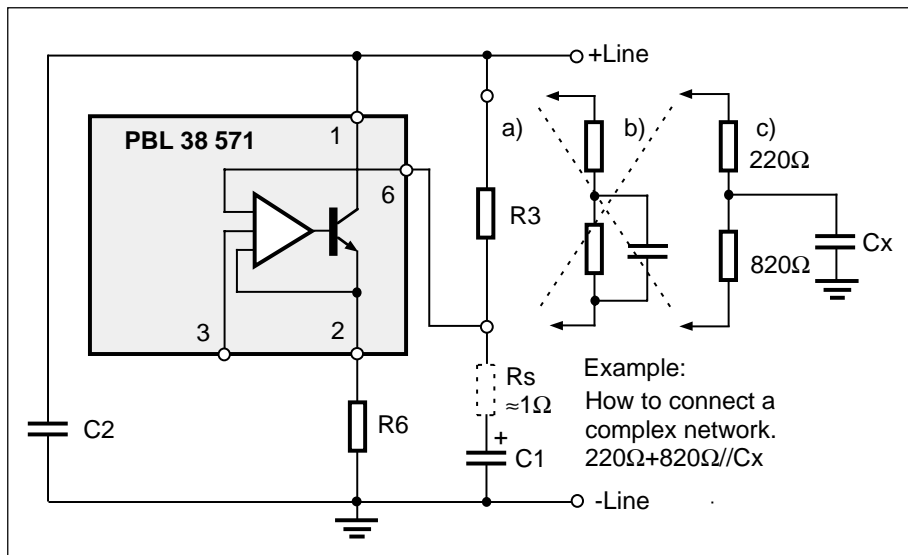 +Line
PBL 38 571
1
a)
b)
c)
220Ω
6
R3
Cx
820Ω
3
2
Rs
≈1Ω
+
C1
C2
R6
Example:
How to connect a
complex network.
220Ω+820Ω//Cx
-Line